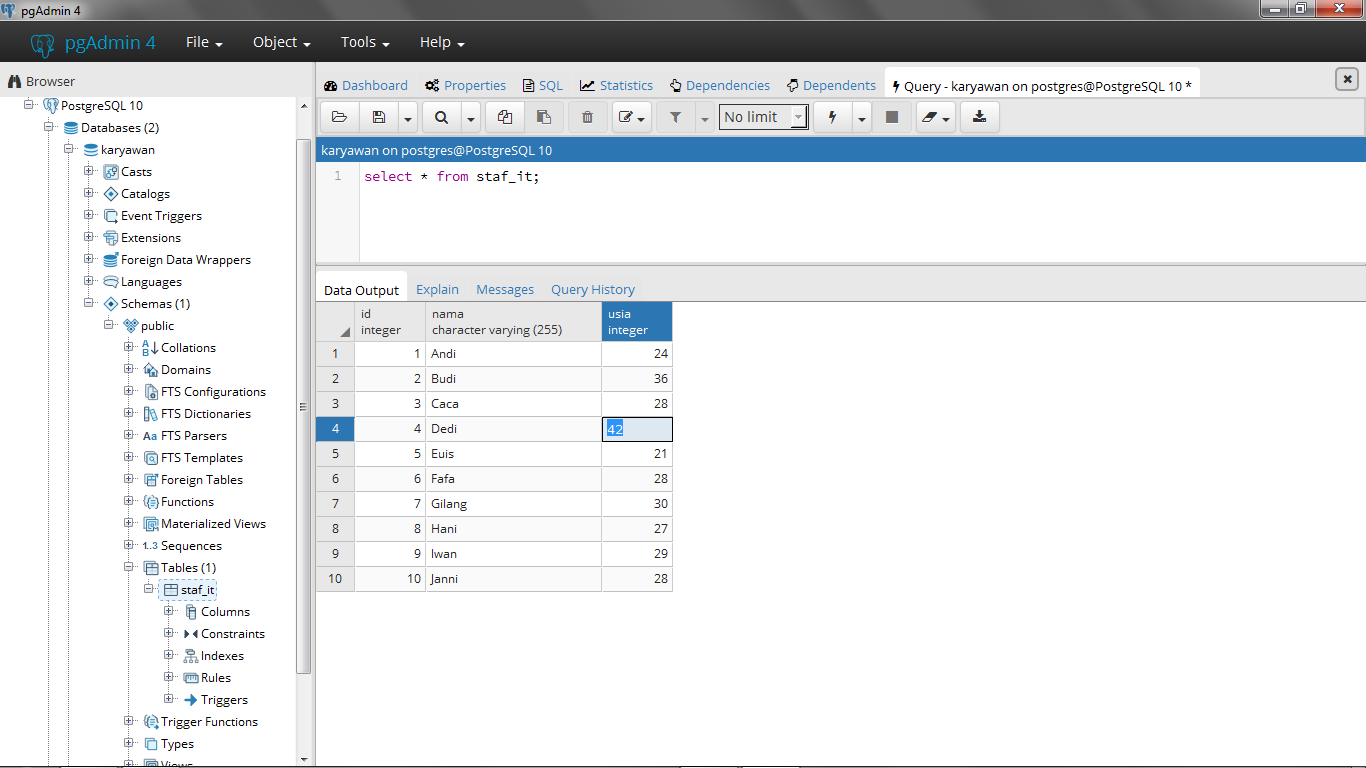 pgAdmin 4
pgAdmin 4 File Object Tools Help
Browser
PostgreSQL 10
Databases (2)
karyawan
Casts
Catalogs
Event Triggers
Extensions
Foreign Data Wrappers
Languages
Schemas (1)
public
Collations
Domains
FTS Configurations
FTS Dictionaries
Aa FTS Parsers
FTS Templates
Foreign Tables
Functions
Materialized Views
1..3 Sequences
Tables (1)
staf_it
Columns
Constraints
Indexes
Rules
Triggers
Trigger Functions
Types
Views
Dashboard Properties SQL Statistics Dependencies Dependents Query - karyawan on postgres@PostgreSQL 10 *
No limit
karyawan on postgres@PostgreSQL 10
1 select * from staf_it;
Data Output Explain Messages Query History
id nama usia
integer character varying (255) integer
1 1 Andi 24
2 2 Budi 36
3 3 Caca 28
4 4 Dedi 42
5 5 Euis 21
6 6 Fafa 28
7 7 Gilang 30
8 8 Hani 27
9 9 Iwan 29
10 10 Janni 28